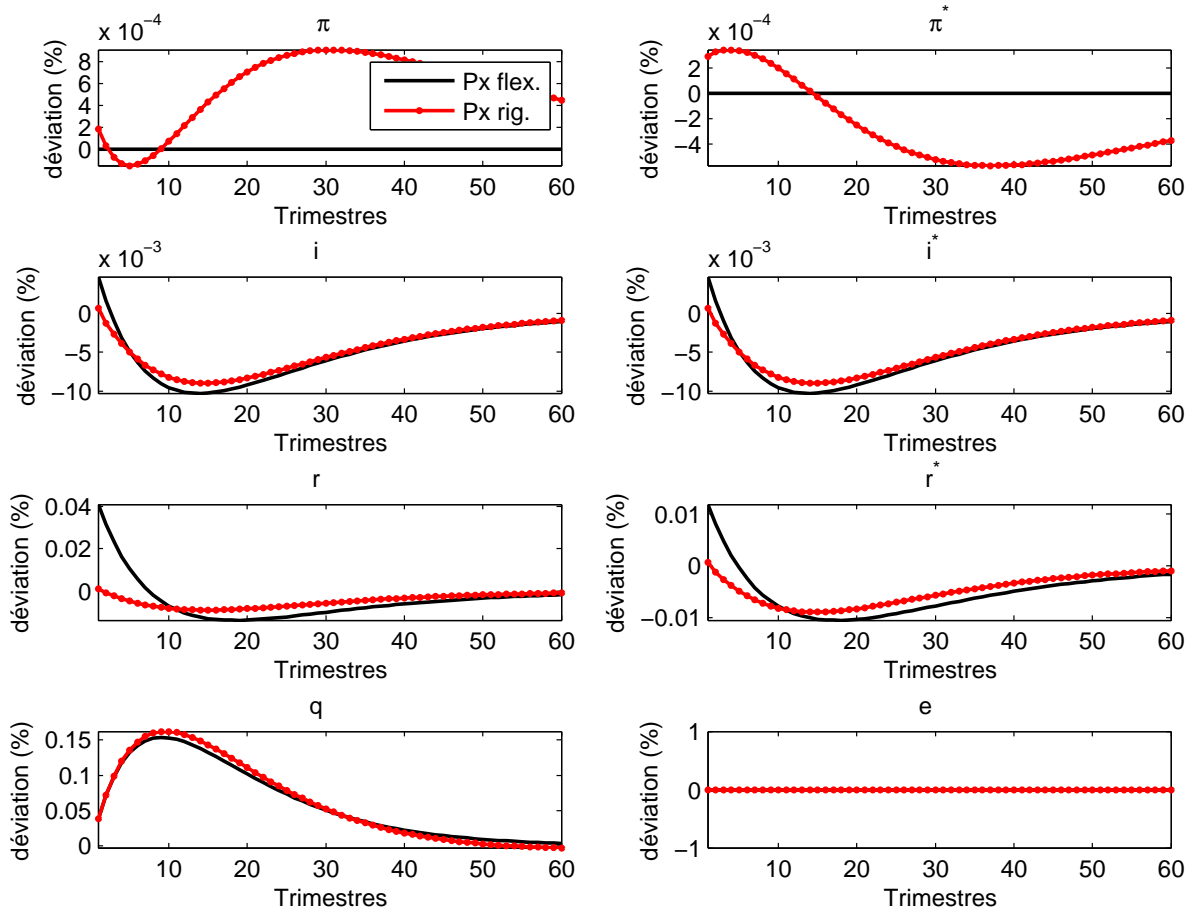 x 10−4
π
déviation (%)
8
6
4
2
0
Px flex.
Px rig.
10 20 30 40 50 60
Trimestres
x 10−4
π*
déviation (%)
2
0
−2
−4
10 20 30 40 50 60
Trimestres
x 10−3
i
déviation (%)
0
−5
−10
10 20 30 40 50 60
Trimestres
x 10−3
i*
déviation (%)
0
−5
−10
10 20 30 40 50 60
Trimestres
r
déviation (%)
0.04
0.02
0
10 20 30 40 50 60
Trimestres
r*
déviation (%)
0.01
0
−0.01
10 20 30 40 50 60
Trimestres
q
déviation (%)
0.15
0.1
0.05
0
10 20 30 40 50 60
Trimestres
e
déviation (%)
1
0
−1
10 20 30 40 50 60
Trimestres